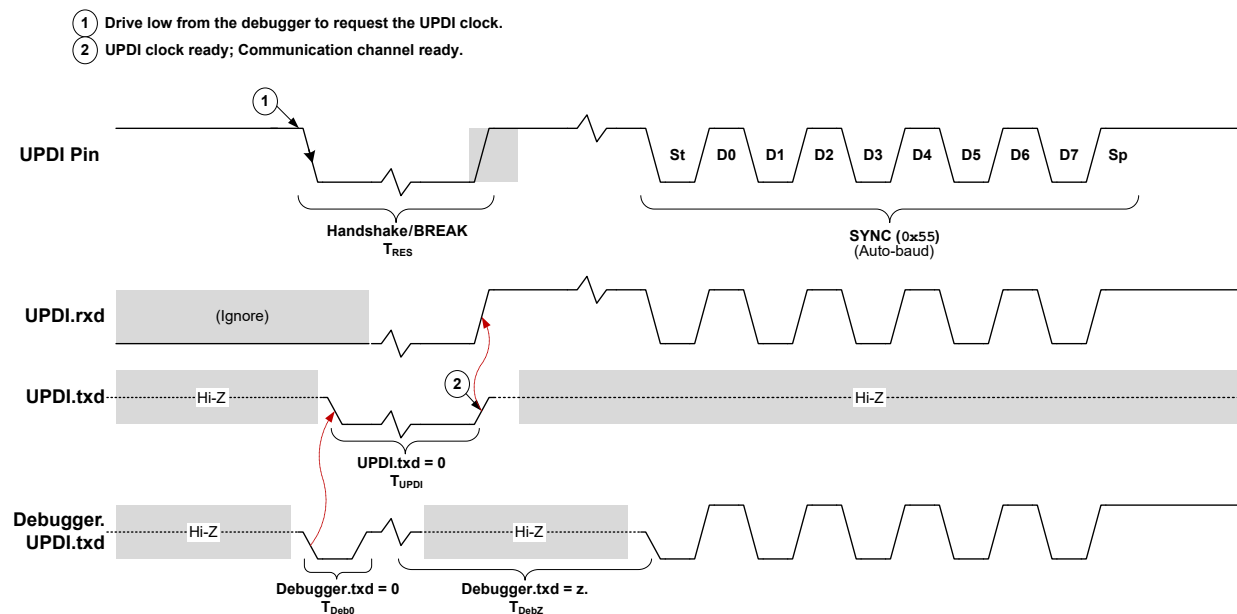 1 Drive low from the debugger to request the UPDI clock.
2 UPDI clock ready; Communication channel ready.
1
UPDI Pin
St D0 D1 D2 D3 D4 D5 D6 D7 Sp
Handshake/BREAK
TRES
SYNC (0x55)
(Auto-baud)
UPDI.rxd
(Ignore)
UPDI.txd
Hi-Z
2
Hi-Z
UPDI.txd = 0
TUPDI
Debugger.
UPDI.txd
Hi-Z
Hi-Z
Debugger.txd = 0
TDeb0
Debugger.txd = z.
TDebZ